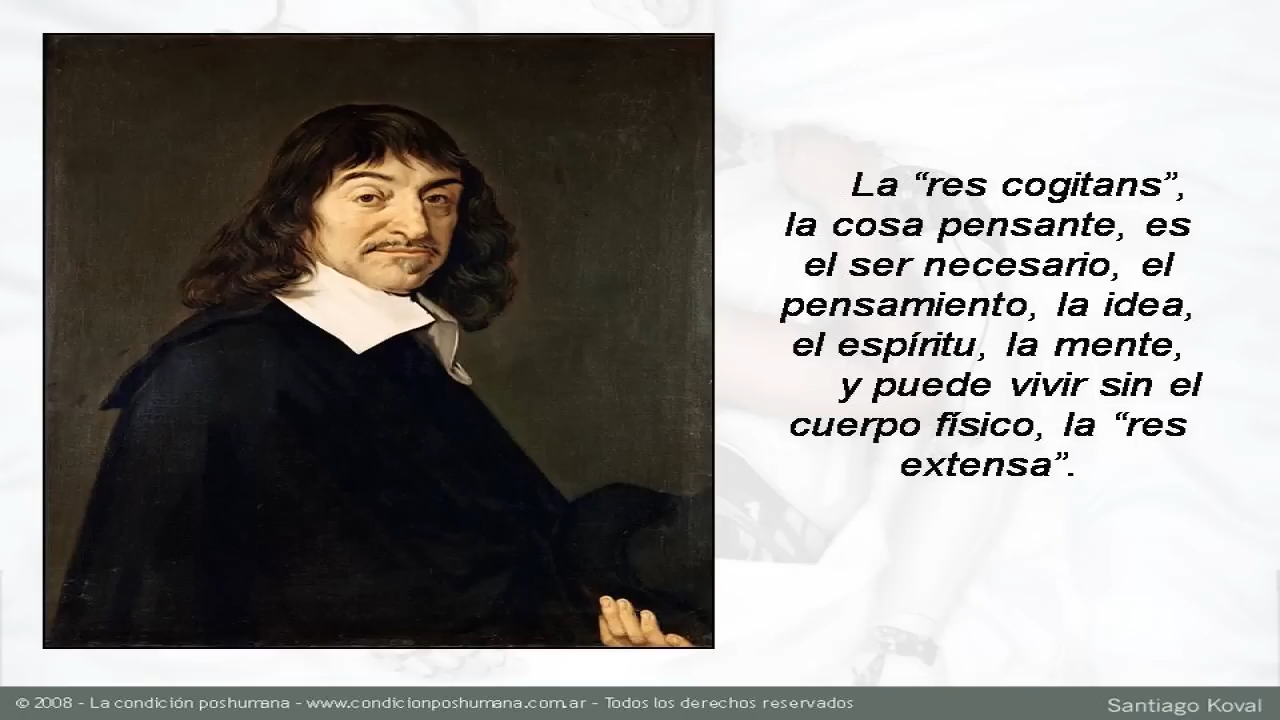 La “res cogitans”,
la cosa pensante, es
el ser necesario, el
pensamiento, la idea,
el espíritu, la mente,
y puede vivir sin el
cuerpo físico, la “res
extensa”.
© 2008 - La condición poshumana - www.condicionposhumana.com.ar - Todos los derechos reservados
Santiago Koval